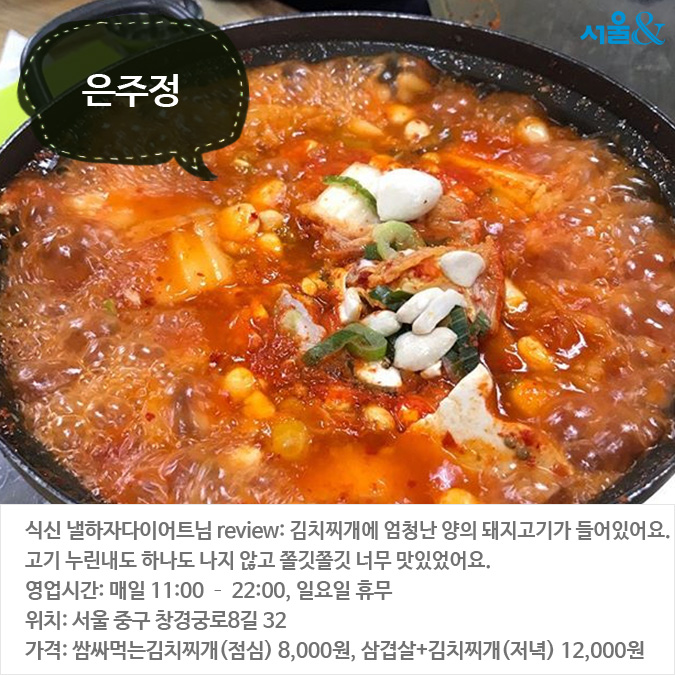 서울&
은주정
식신 낼하자다이어트님 review: 김치찌개에 엄청난 양의 돼지고기가 들어있어요.
고기 누린내도 하나도 나지 않고 쫄깃쫄깃 너무 맛있었어요.
영업시간: 매일 11:00 - 22:00, 일요일 휴무
위치: 서울 중구 창경궁로8길 32
가격: 쌈싸먹는김치찌개(점심) 8,000원, 삼겹살+김치찌개(저녁) 12,000원